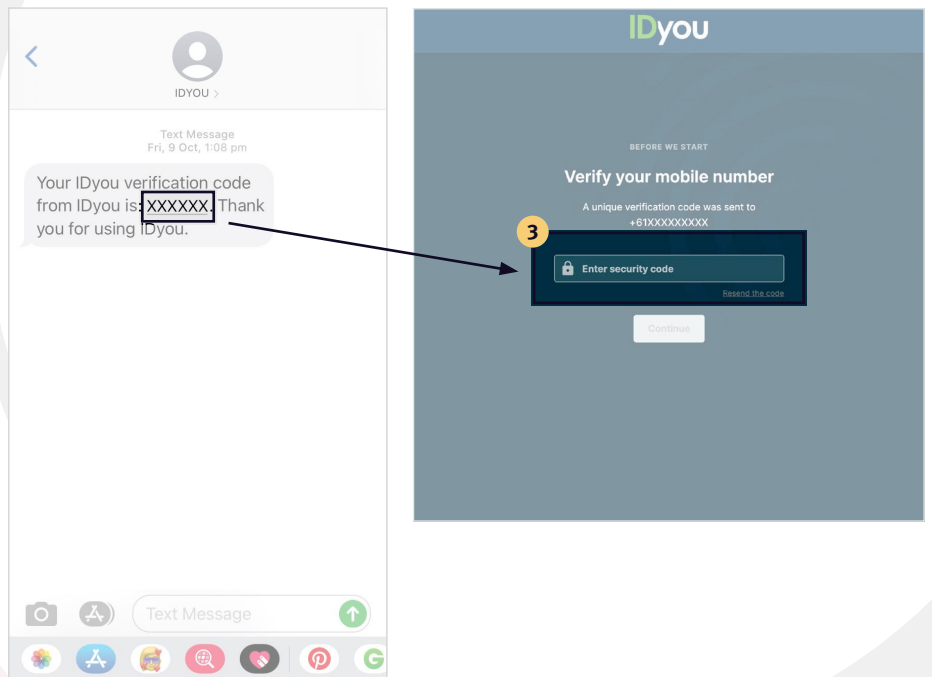 IDYOU >
Text Message
Fri, 9 Oct, 1:08 pm
Your IDyou verification code
from IDyou is: XXXXXX. Thank
you for using IDyou.
Text Message
IDyou
BEFORE WE START
Verify your mobile number
A unique verification code was sent to
+61XXXXXXXXX
3
Enter security code
Resend the code
Continue